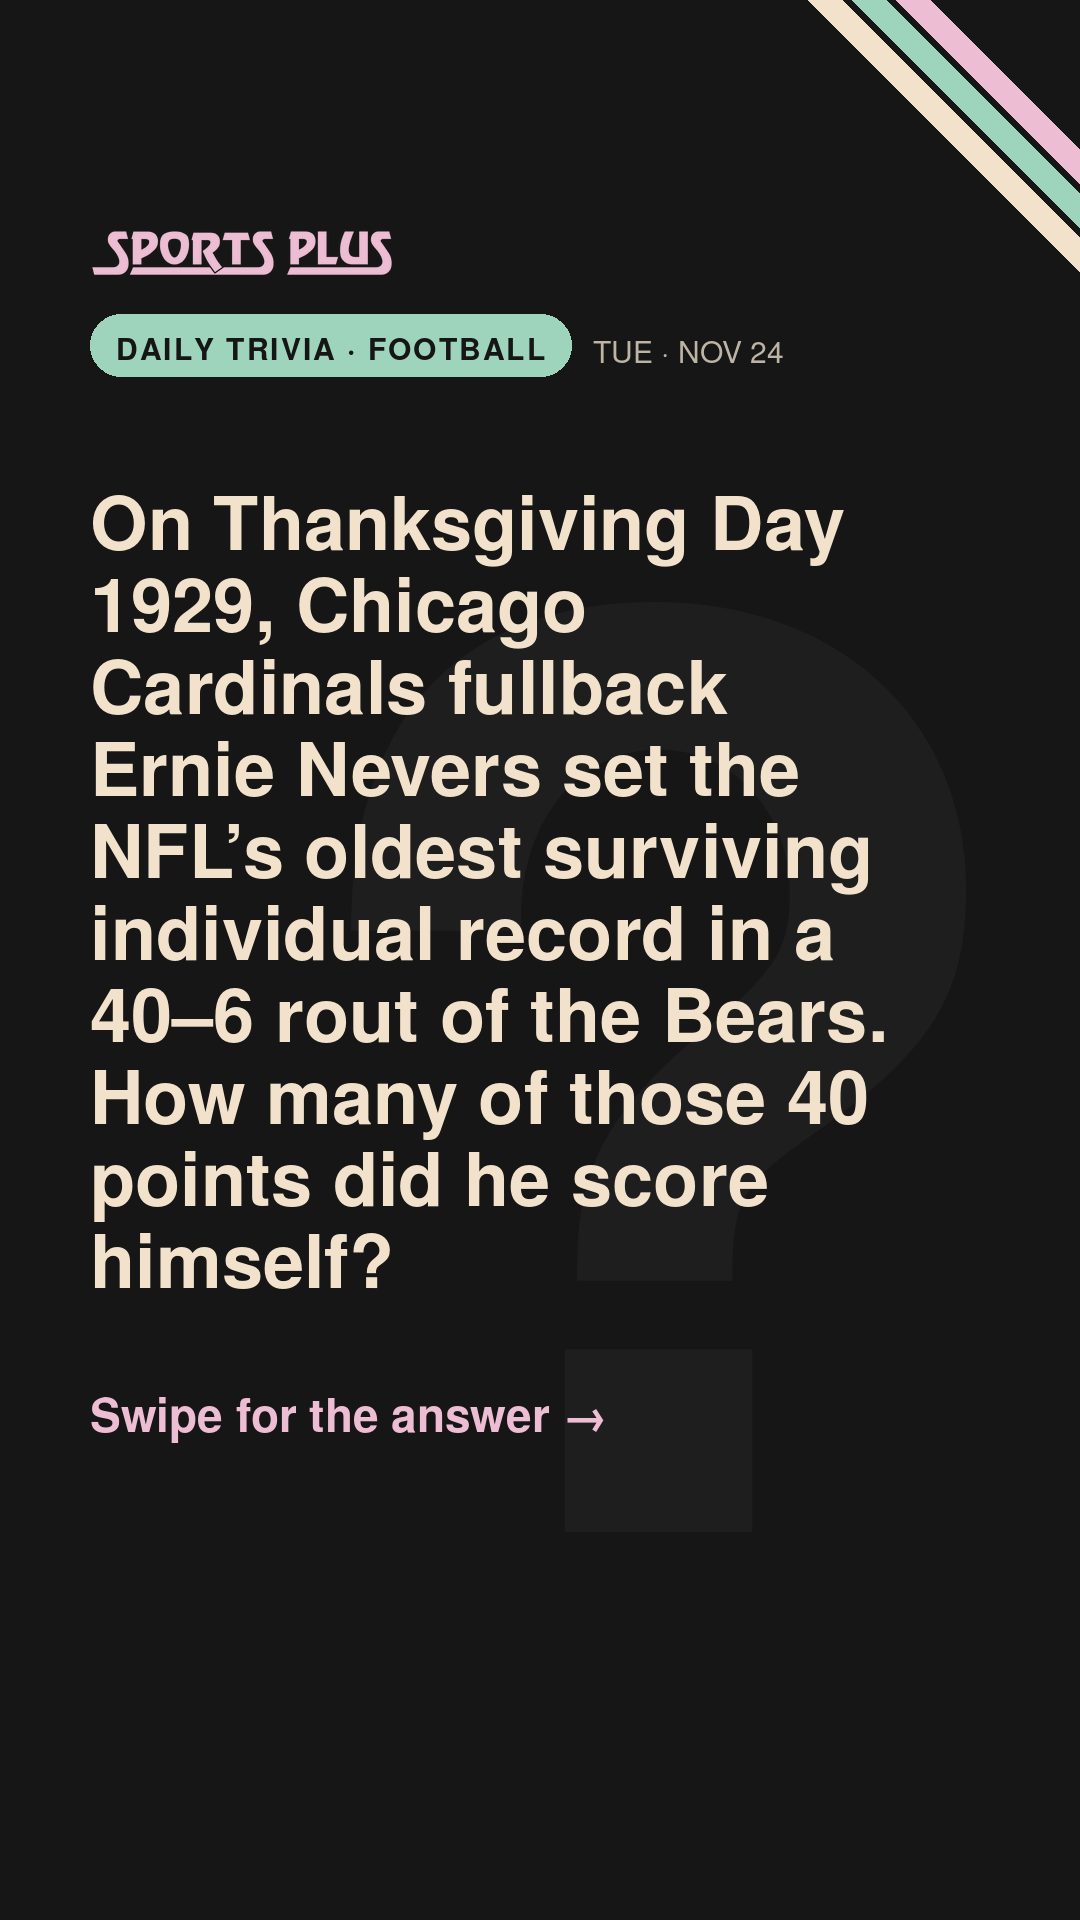 SPORTS PLUS
DAILY TRIVIA · FOOTBALL TUE · NOV 24
On Thanksgiving Day
1929, Chicago
Cardinals fullback
Ernie Nevers set the
NFL’s oldest surviving
individual record in a
40–6 rout of the Bears.
How many of those 40
points did he score
himself?
Swipe for the answer →